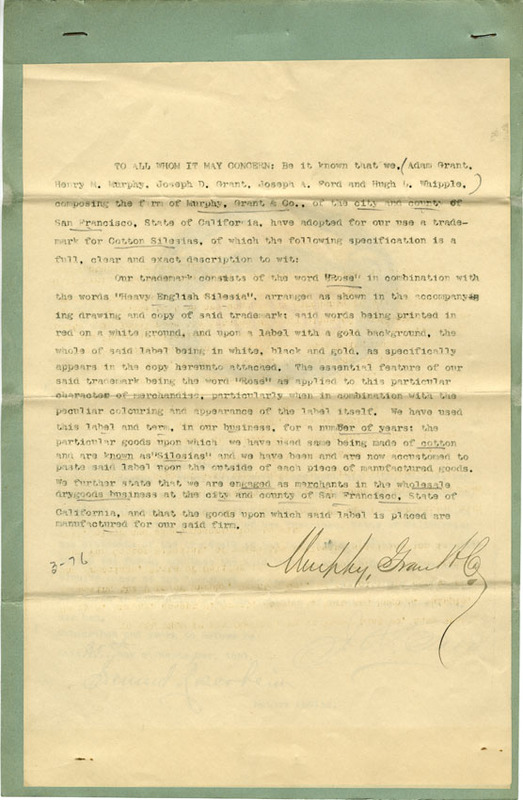 TO ALL WHOM IT MAY CONCERN: Be it known that we,(Adam Grant,
Henry M. Murphy, Joseph D. Grant, Joseph A. Ford and Hugh L. Whipple,)
composing the firm of Murphy, Grant & Co., of the city and county of
San Francisco, State of California, have adopted for our use a trade-
mark for Cotton Silesias, of which the following specification is a
full, clear and exact description to wit:
Our trademark consists of the word "Rose" in combination with
the words "Heavy English Silesia", arranged as shown in the accompany-
ing drawing and copy of said trademark; said words being printed in
red on a white ground, and upon a label with a gold background, the
whole of said label being in white, black and gold, as specifically
appears in the copy hereunto attached. The essential feature of our
said trademark being the word "Rose" as applied to this particular
character of merchandise, particularly when in combination with the
peculiar colouring and appearance of the label itself. We have used
this label and term, in our business, for a number of years; the
particular goods upon which we have used same being made of cotton
and are known as"Silesias" and we have been and are now accustomed to
paste said label upon the outside of each piece of manufactured goods.
We further state that we are engaged as merchants in the wholesale
drygoods business at the city and county of San Francisco, State of
California, and that the goods upon which said label is placed are
manufactured for our said firm.
3-76
Murphy, Grant & Co